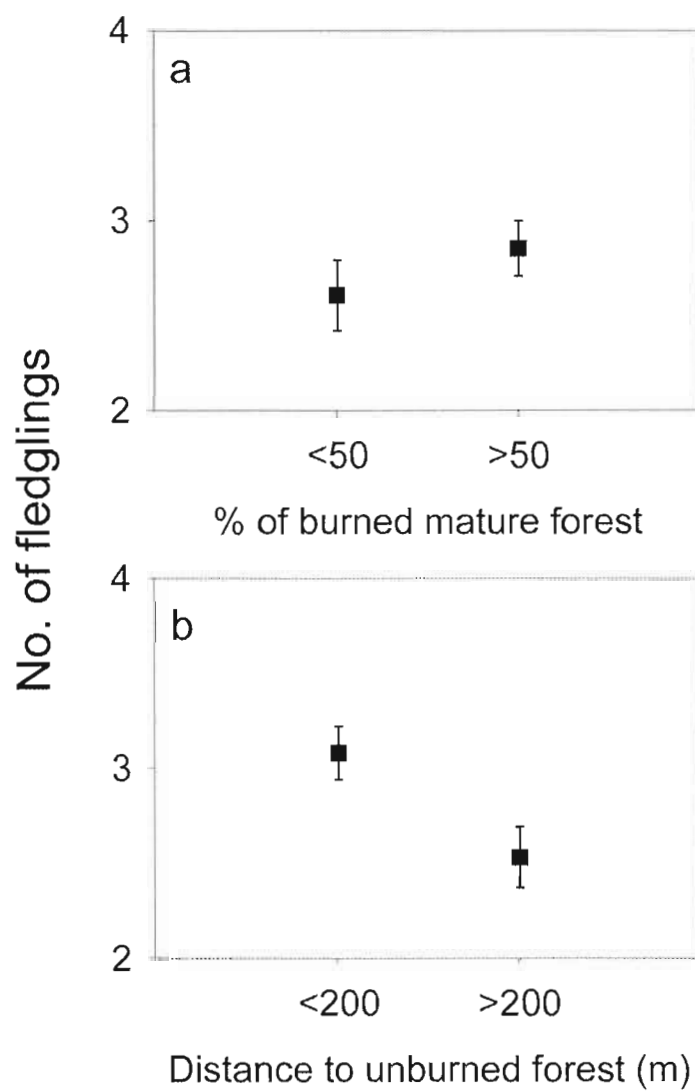 4
a
3
2
<50 >50
% of burned mature forest
No. of fledglings
4
b
3
2
<200 >200
Distance to unburned forest (m)